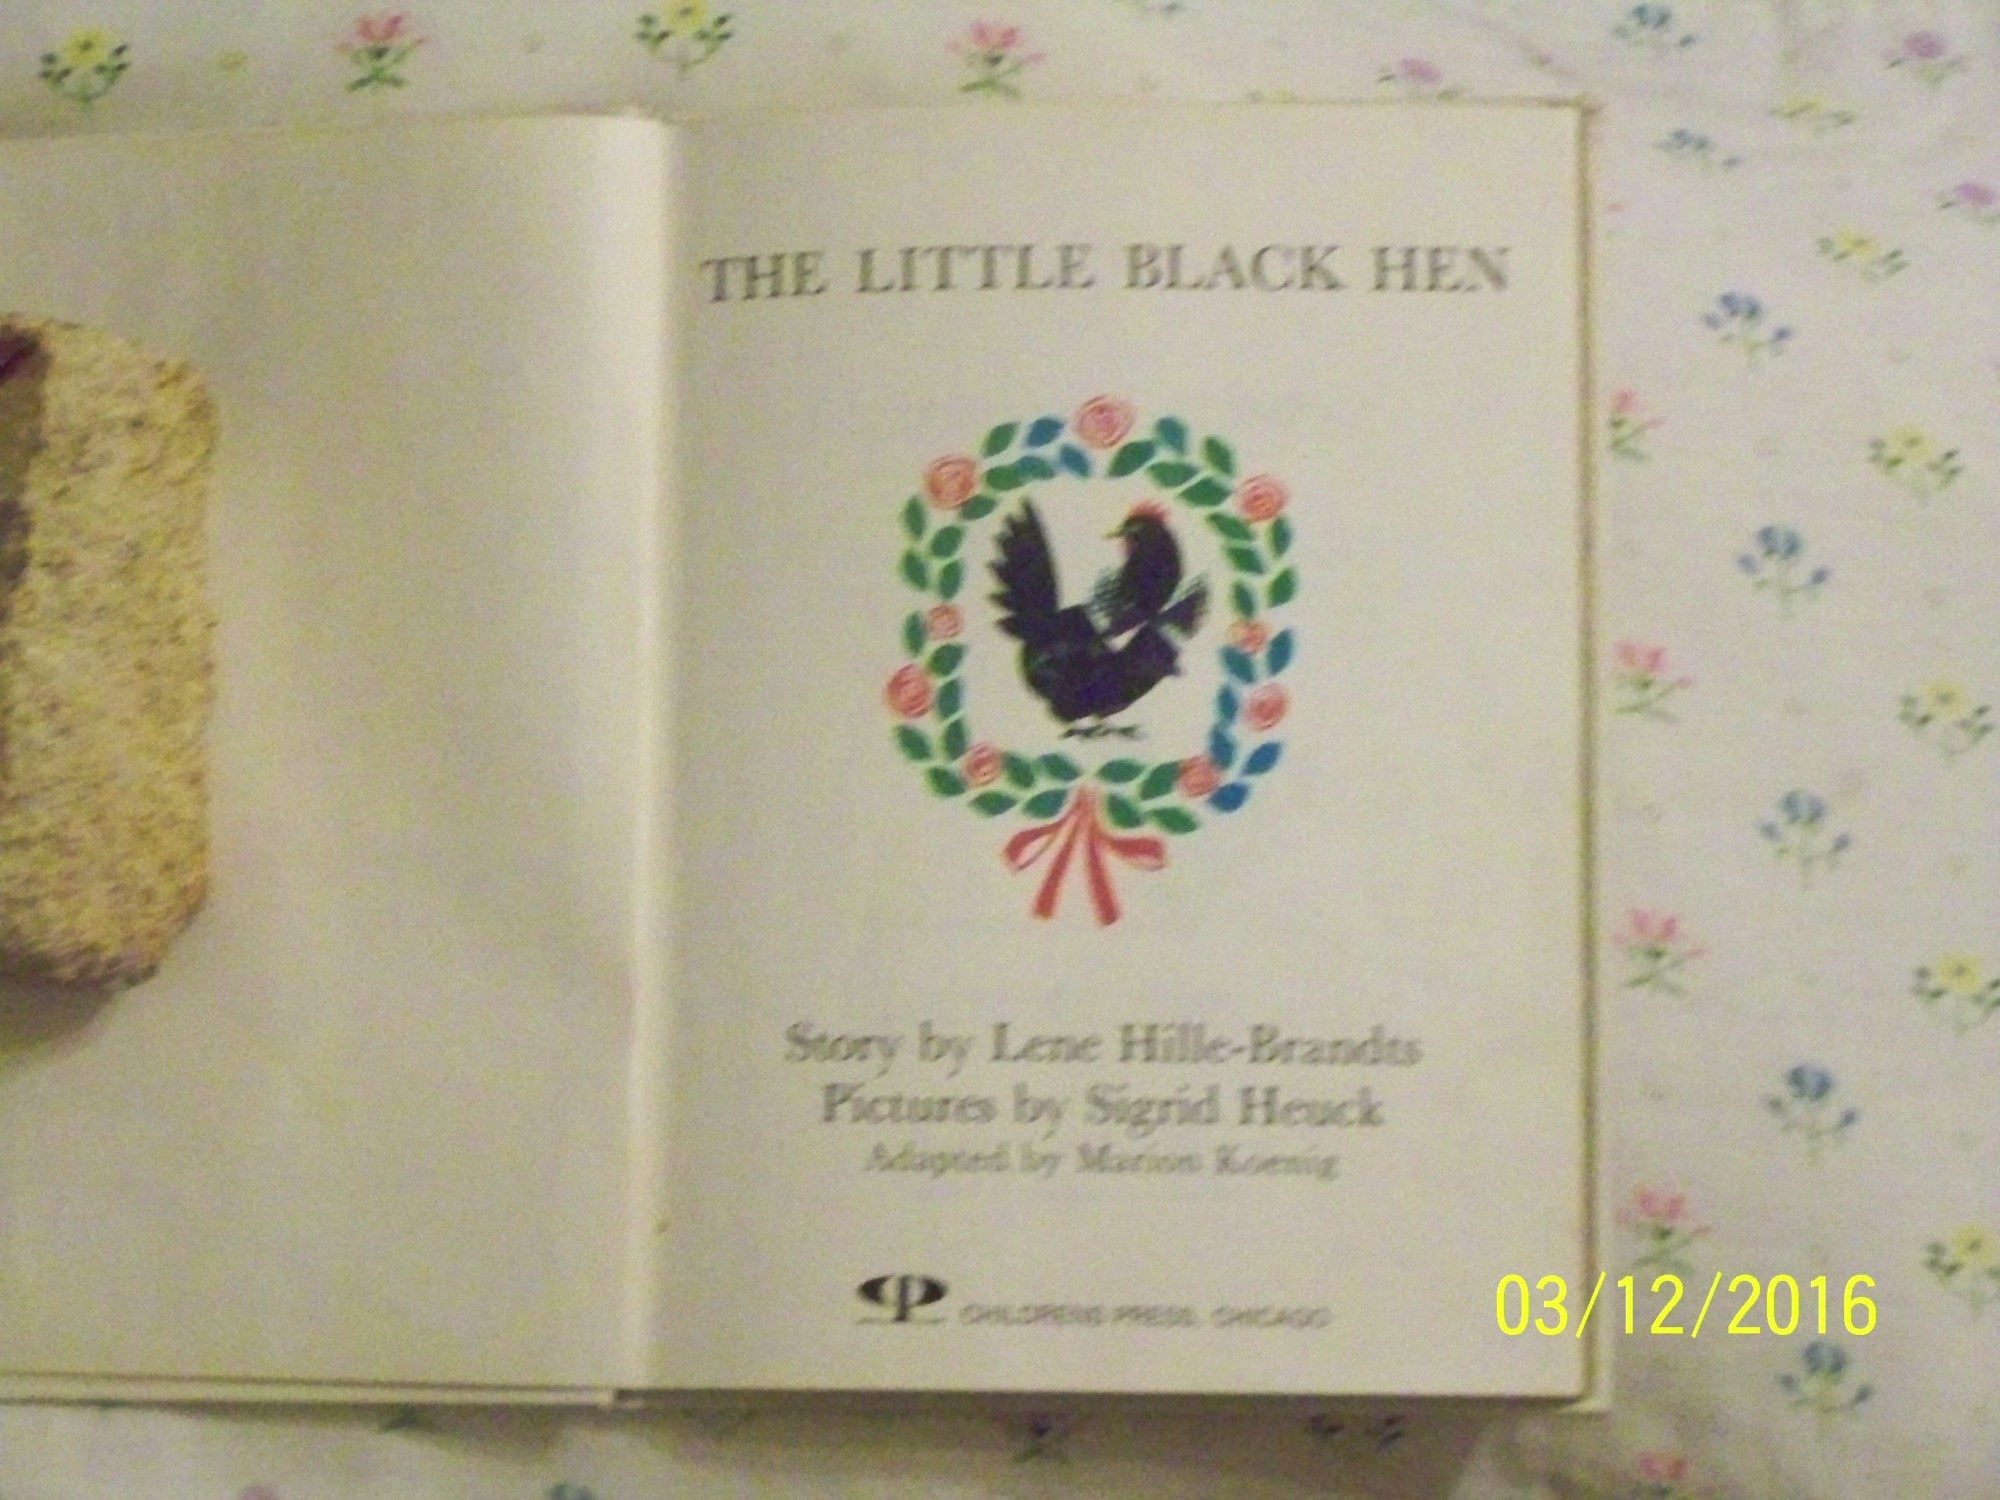 THE LITTLE BLACK HEN
Story by Lene Hille-Brandts
Pictures by Sigrid Heuck
Adapted by Marion Koenig
cp CHILDRENS PRESS, CHICAGO
03/12/2016